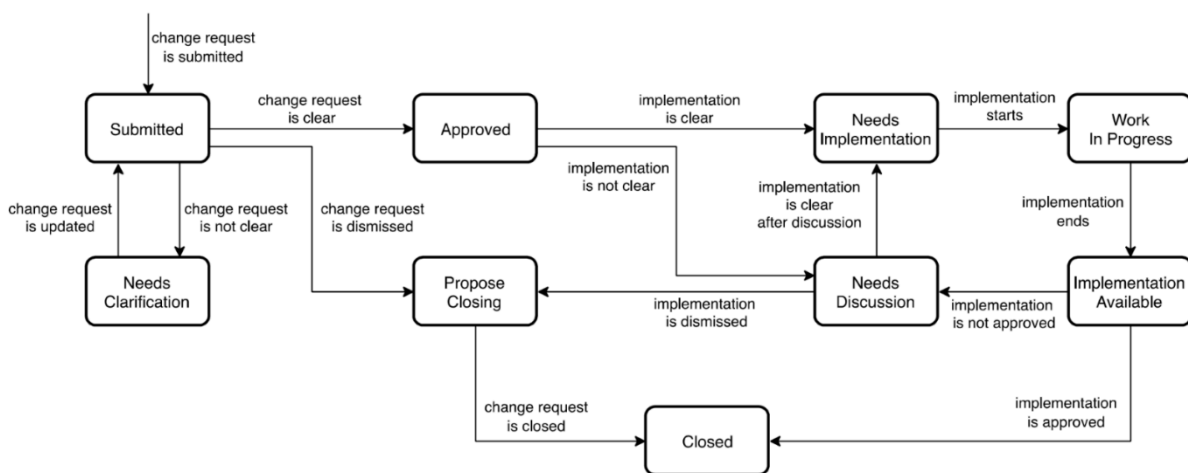 change request
is submitted
Submitted
change request
is clear
Approved
implementation
is clear
Needs
Implementation
implementation
starts
Work
In Progress
change request
is updated
change request
is not clear
change request
is dismissed
implementation
is not clear
implementation
is clear
after discussion
implementation
ends
Needs
Clarification
Propose
Closing
implementation
is dismissed
Needs
Discussion
implementation
is not approved
Implementation
Available
change request
is closed
Closed
implementation
is approved